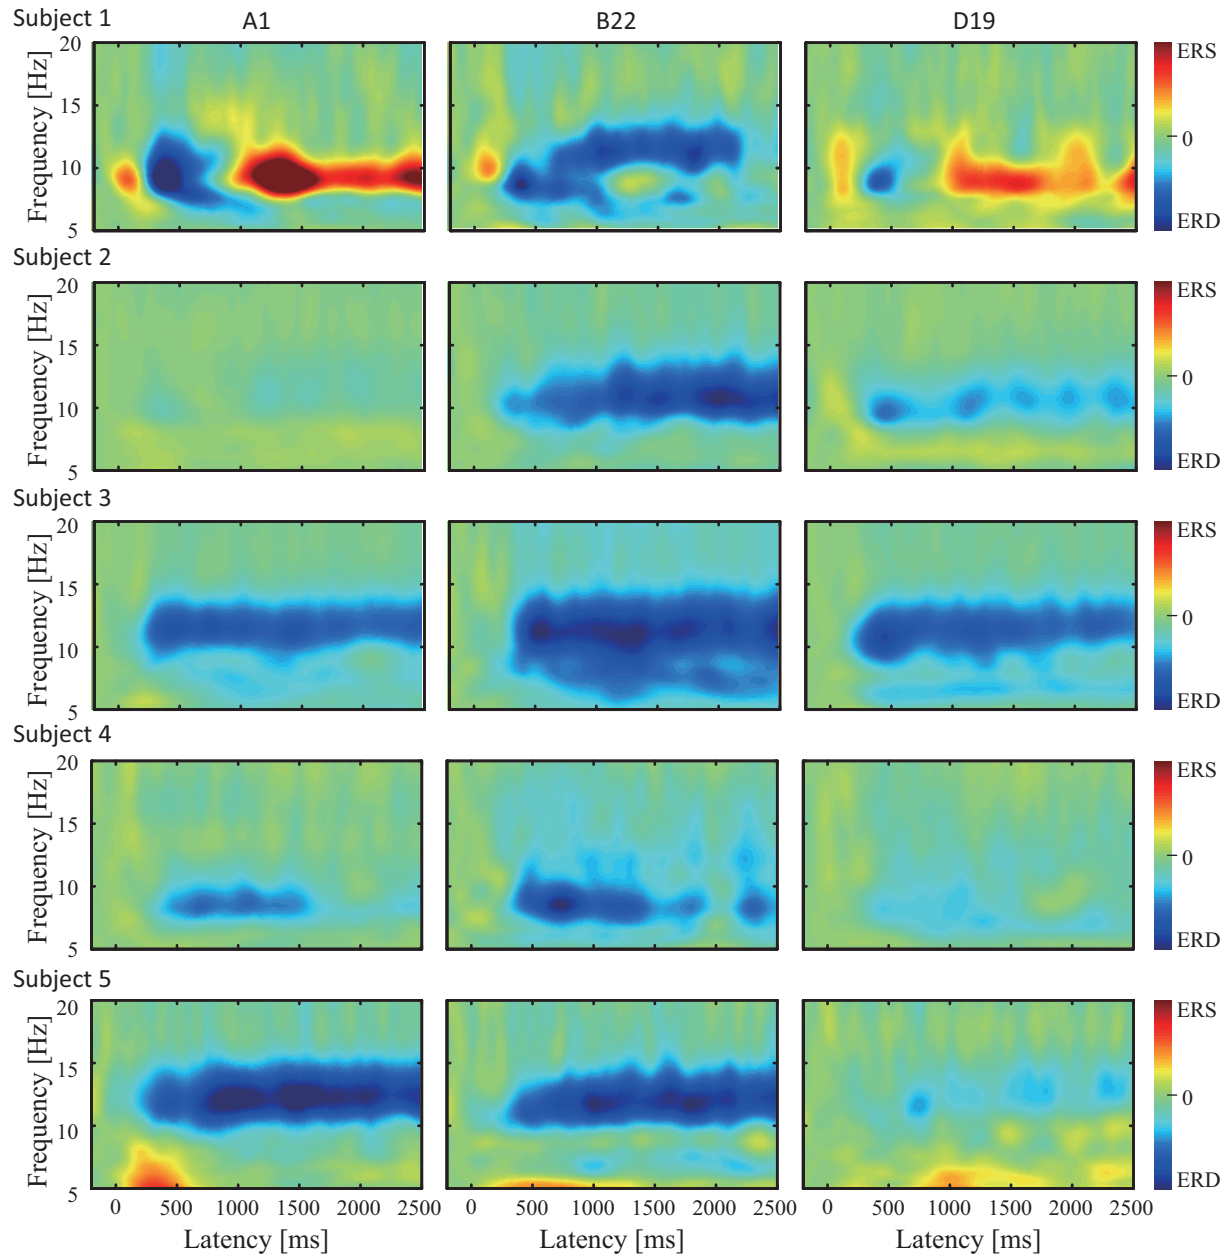 Subject 1 A1 B22 D19
20 ERS
15
0
10
5 ERD
Frequency [Hz]
Subject 2
20 ERS
15
0
10
5 ERD
Frequency [Hz]
Subject 3
20 ERS
15
0
10
5 ERD
Frequency [Hz]
Subject 4
20 ERS
15
0
10
5 ERD
Frequency [Hz]
Subject 5
20 ERS
15
0
10
5 ERD
Frequency [Hz]
0 500 1000 1500 2000 2500 0 500 1000 1500 2000 2500 0 500 1000 1500 2000 2500
Latency [ms] Latency [ms] Latency [ms]